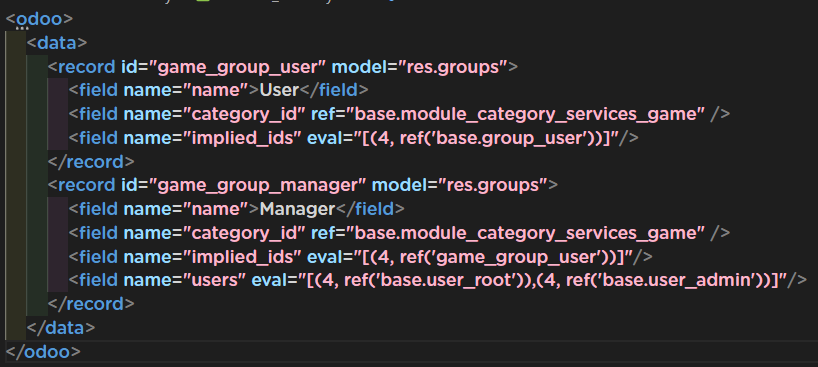 <odoo>
<data>
<record id="game_group_user" model="res.groups">
<field name="name">User</field>
<field name="category_id" ref="base.module_category_services_game" />
<field name="implied_ids" eval="[(4, ref('base.group_user'))]"/>
</record>
<record id="game_group_manager" model="res.groups">
<field name="name">Manager</field>
<field name="category_id" ref="base.module_category_services_game" />
<field name="implied_ids" eval="[(4, ref('game_group_user'))]"/>
<field name="users" eval="[(4, ref('base.user_root')),(4, ref('base.user_admin'))]"/>
</record>
</data>
</odoo>